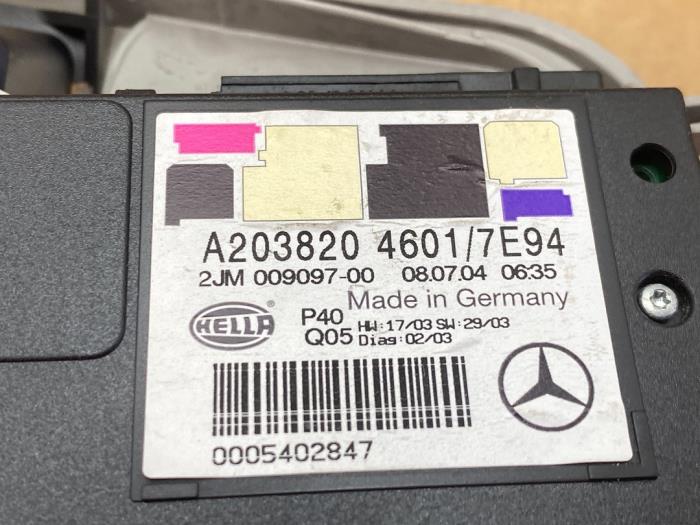 A203820 4601/7E94
2JM 009097-00 08.07.04 06:35
Made in Germany
HELLA
P40 HW:17/03 SW:29/03
Q05 Diag:02/03
0005402847